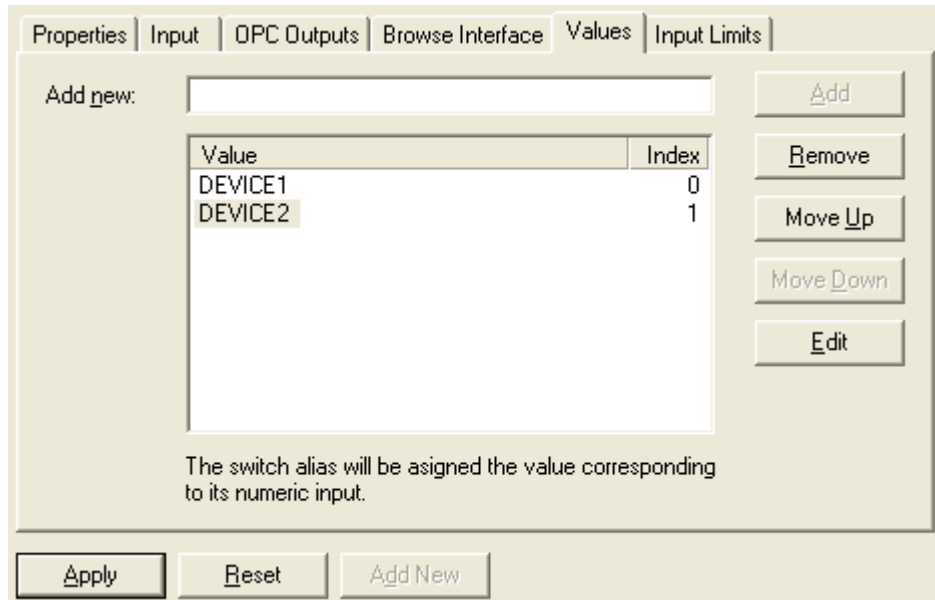 Properties Input OPC Outputs Browse Interface Values Input Limits
Add new: Add
Value Index Remove
DEVICE1 0
DEVICE2 1 Move Up
Move Down
Edit
The switch alias will be asigned the value corresponding
to its numeric input.
Apply Reset Add New